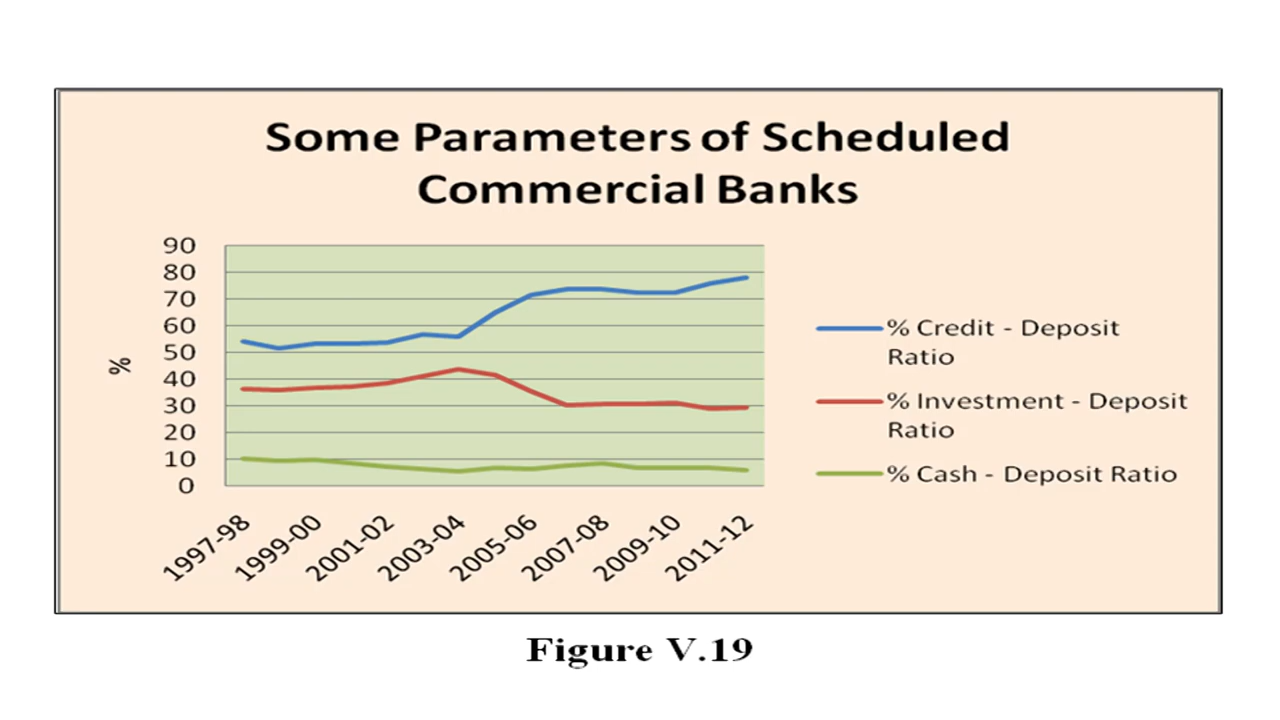 Some Parameters of Scheduled
Commercial Banks
90
80
70
60
50
40
30
20
10
0
%
1997-98
1999-00
2001-02
2003-04
2005-06
2007-08
2009-10
2011-12
% Credit - Deposit
Ratio
% Investment - Deposit
Ratio
% Cash - Deposit Ratio
Figure V.19